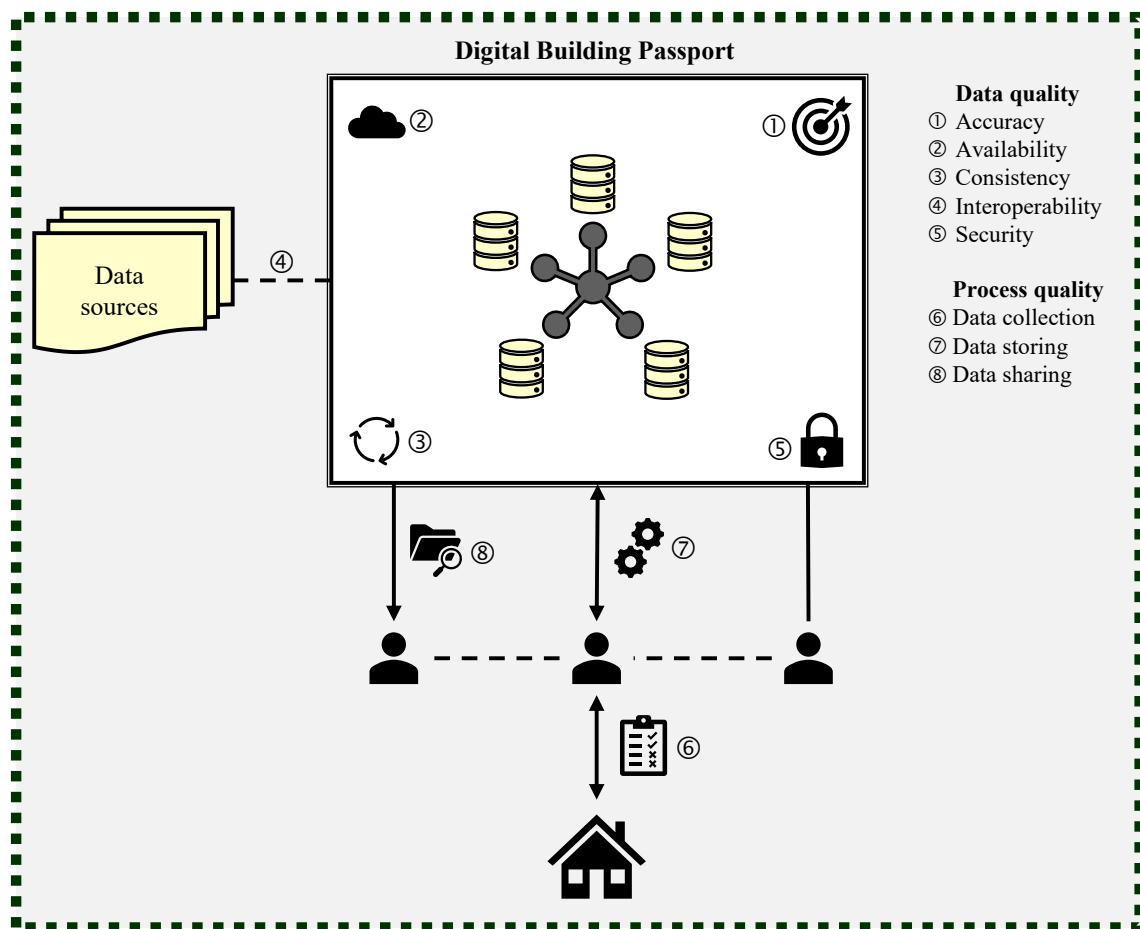 Digital Building Passport
②
①
Data quality
① Accuracy
② Availability
③ Consistency
④ Interoperability
⑤ Security
Process quality
⑥ Data collection
⑦ Data storing
⑧ Data sharing
Data
sources
④
③
⑤
⑧
⑦
⑥